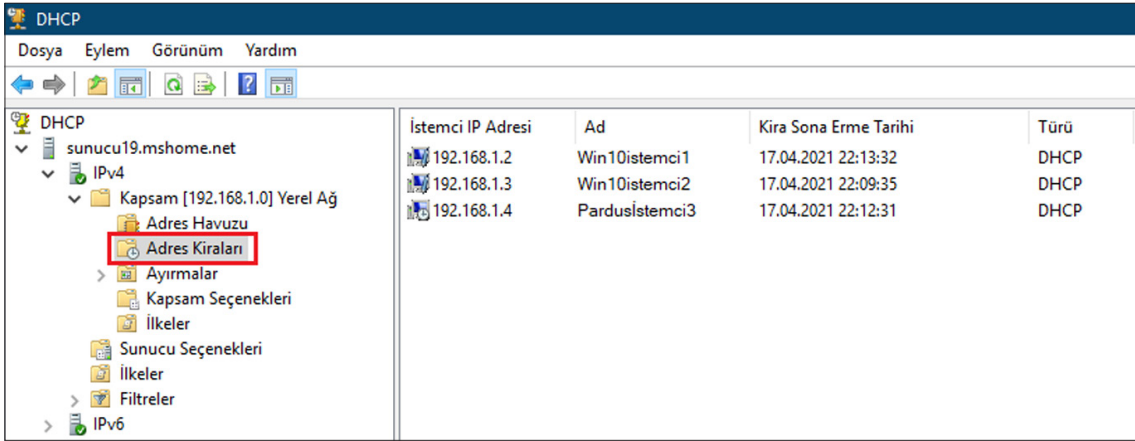 DHCP
Dosya Eylem Görünüm Yardım
DHCP
sunucu19.mshome.net
IPv4
Kapsam [192.168.1.0] Yerel Ağ
Adres Havuzu
Adres Kiraları
Ayırmalar
Kapsam Seçenekleri
İlkeler
Sunucu Seçenekleri
İlkeler
Filtreler
IPv6
İstemci IP Adresi Ad Kira Sona Erme Tarihi Türü
192.168.1.2 Win10istemci1 17.04.2021 22:13:32 DHCP
192.168.1.3 Win10istemci2 17.04.2021 22:09:35 DHCP
192.168.1.4 Pardusİstemci3 17.04.2021 22:12:31 DHCP